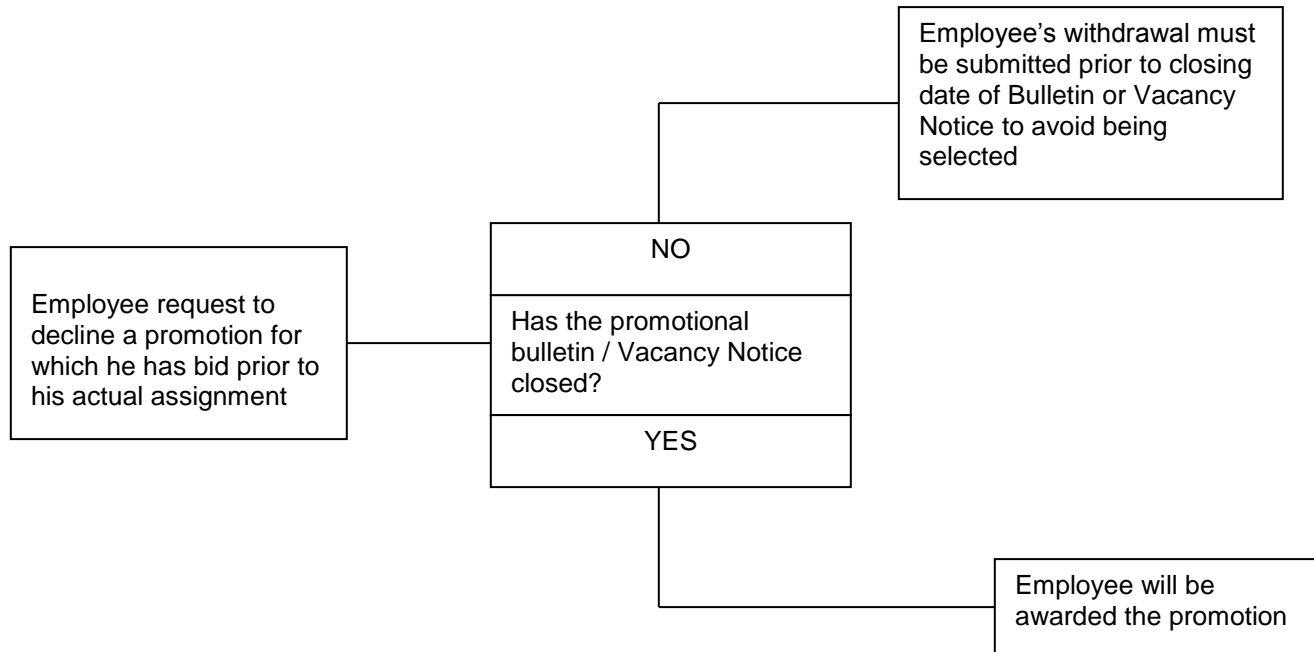 Employee’s withdrawal must
be submitted prior to closing
date of Bulletin or Vacancy
Notice to avoid being
selected
NO
Employee request to
decline a promotion for
which he has bid prior to
his actual assignment
Has the promotional
bulletin / Vacancy Notice
closed?
YES
Employee will be
awarded the promotion